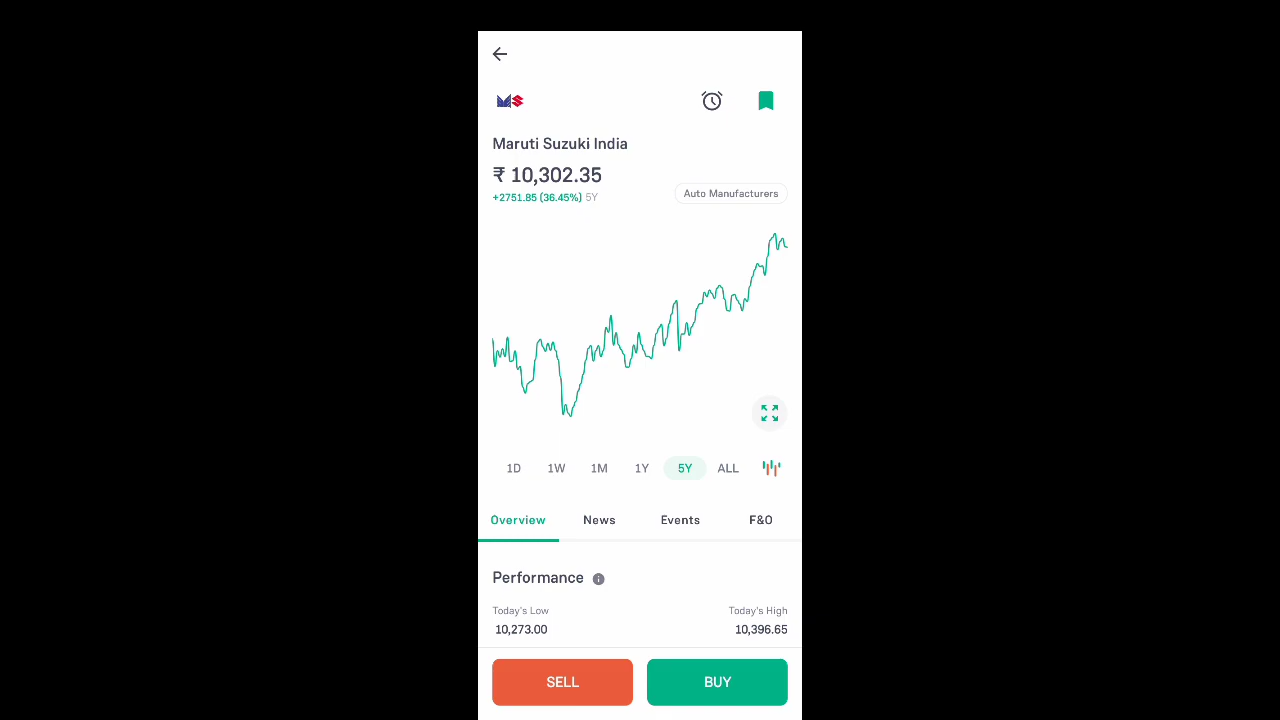 Maruti Suzuki India
₹ 10,302.35
+2751.85 (36.45%) 5Y
Auto Manufacturers
1D 1W 1M 1Y 5Y ALL
Overview News Events F&O
Performance
Today's Low Today's High
10,273.00 10,396.65
SELL BUY